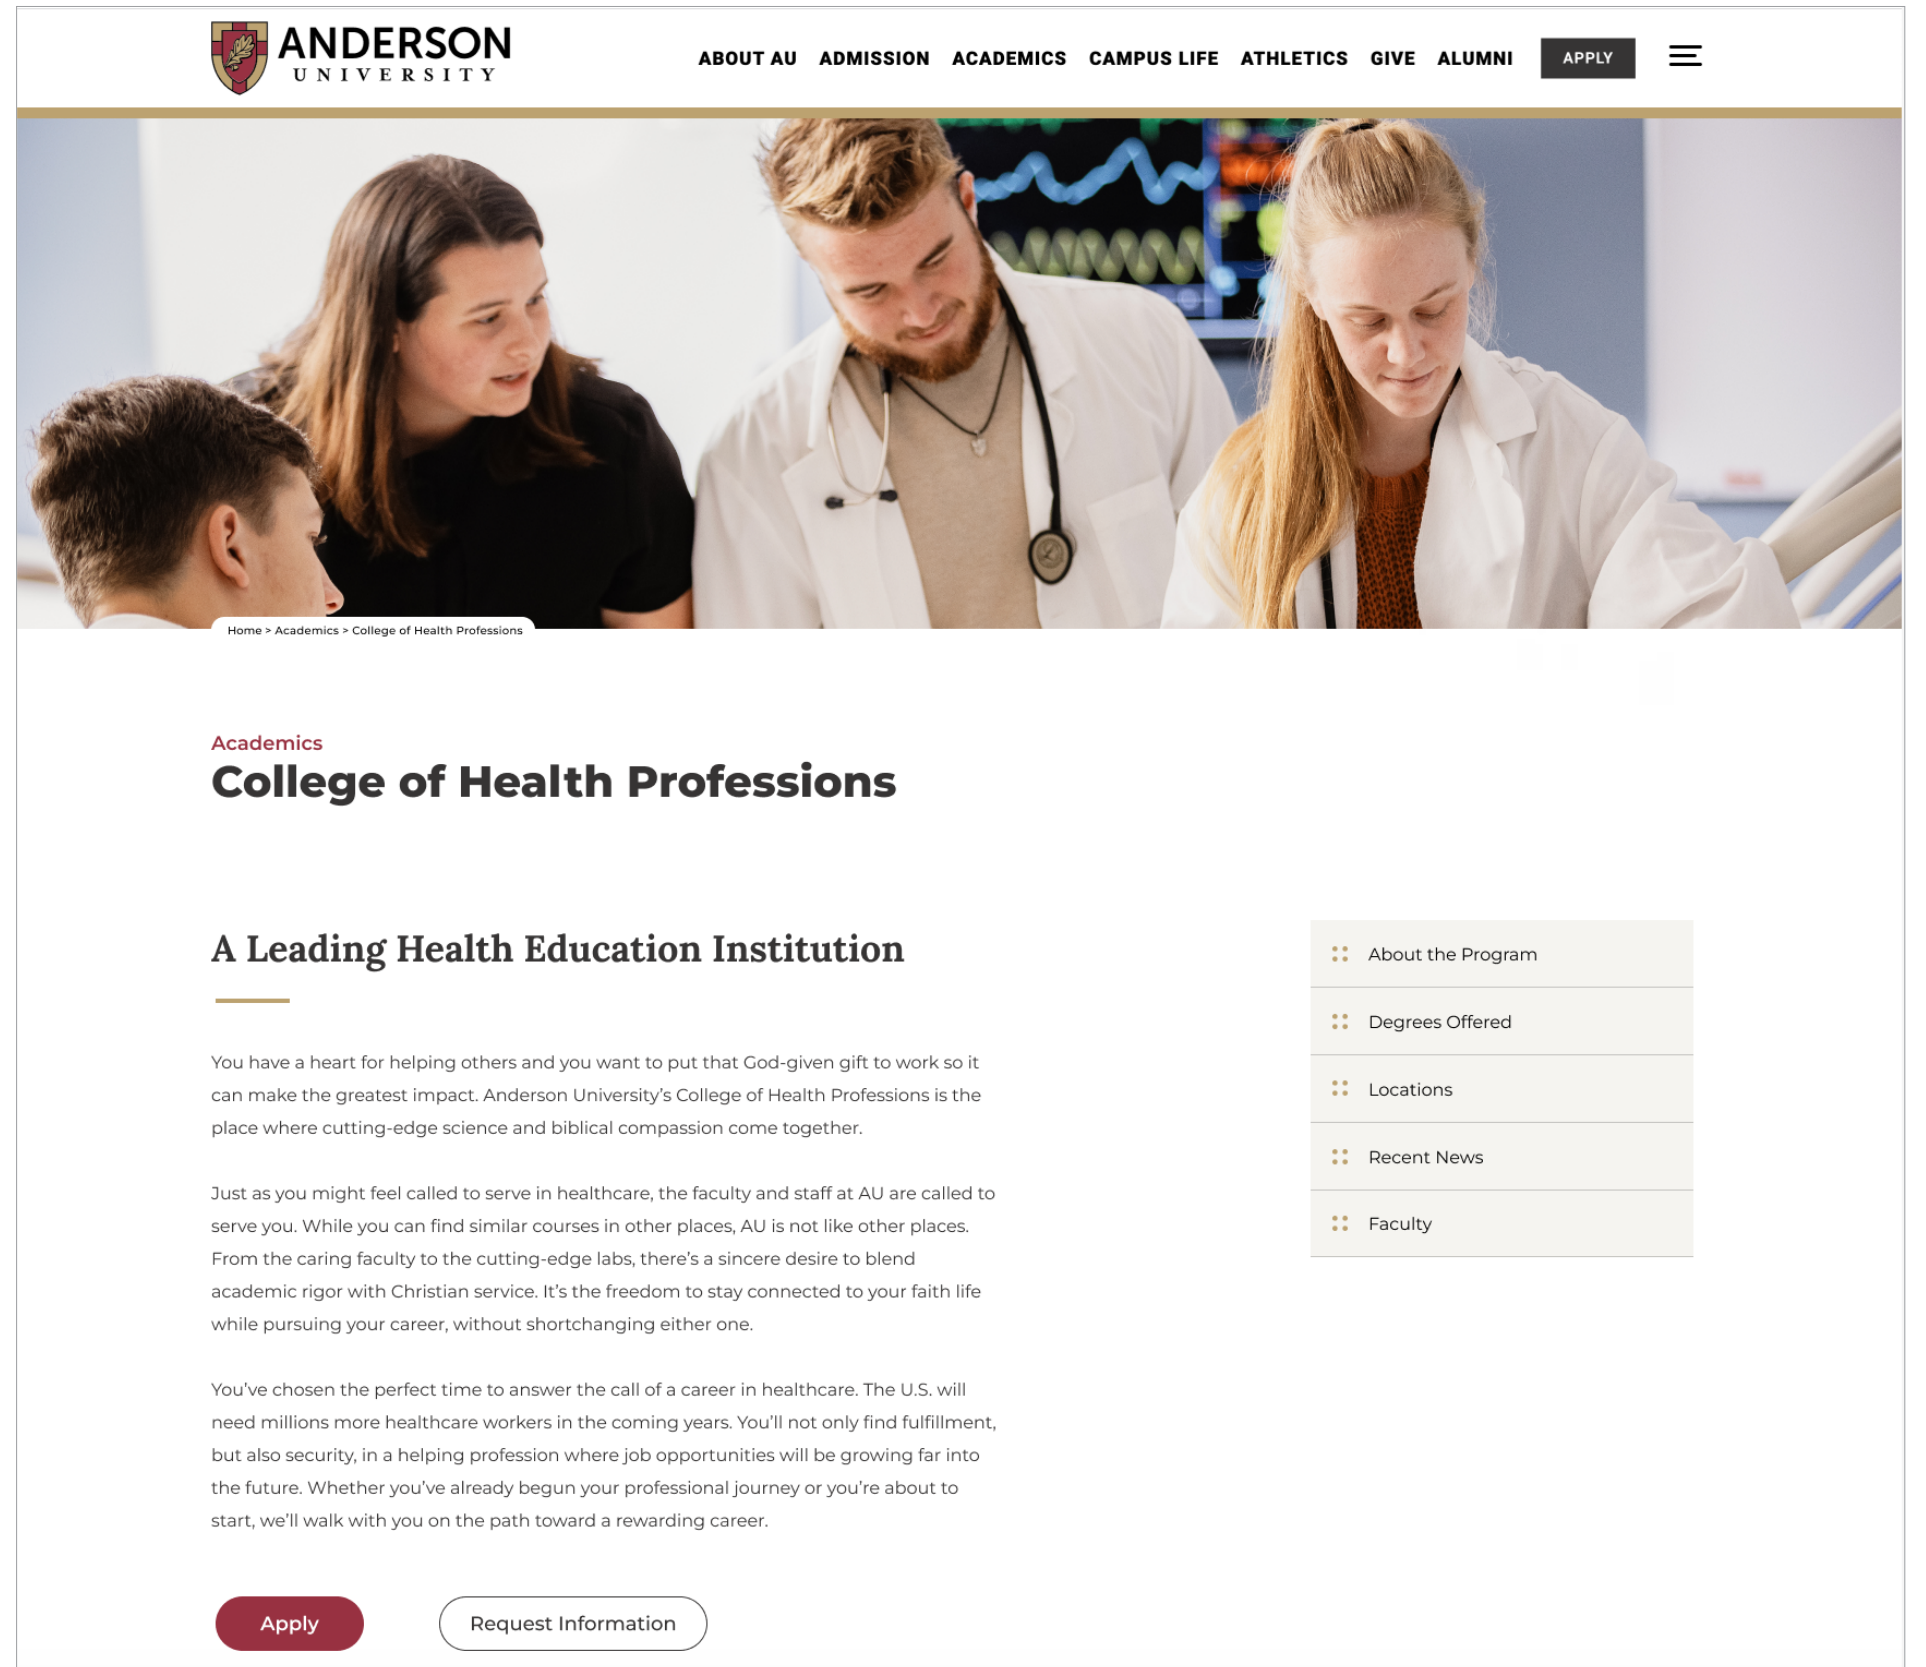 ANDERSON
UNIVERSITY
ABOUT AU ADMISSION ACADEMICS CAMPUS LIFE ATHLETICS GIVE ALUMNI APPLY
Home > Academics > College of Health Professions
Academics
College of Health Professions
A Leading Health Education Institution
You have a heart for helping others and you want to put that God-given gift to work so it
can make the greatest impact. Anderson University’s College of Health Professions is the
place where cutting-edge science and biblical compassion come together.
Just as you might feel called to serve in healthcare, the faculty and staff at AU are called to
serve you. While you can find similar courses in other places, AU is not like other places.
From the caring faculty to the cutting-edge labs, there’s a sincere desire to blend
academic rigor with Christian service. It’s the freedom to stay connected to your faith life
while pursuing your career, without shortchanging either one.
You’ve chosen the perfect time to answer the call of a career in healthcare. The U.S. will
need millions more healthcare workers in the coming years. You’ll not only find fulfillment,
but also security, in a helping profession where job opportunities will be growing far into
the future. Whether you’ve already begun your professional journey or you’re about to
start, we’ll walk with you on the path toward a rewarding career.
Apply
Request Information
About the Program
Degrees Offered
Locations
Recent News
Faculty